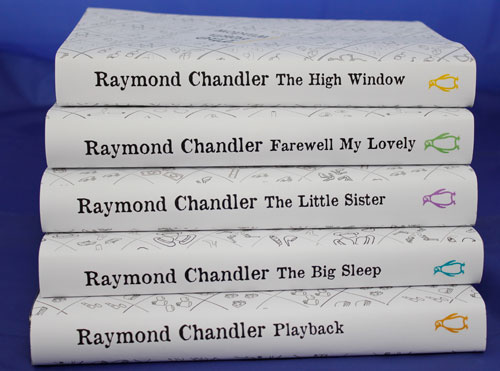 Raymond Chandler The High Window
Raymond Chandler Farewell My Lovely
Raymond Chandler The Little Sister
Raymond Chandler The Big Sleep
Raymond Chandler Playback